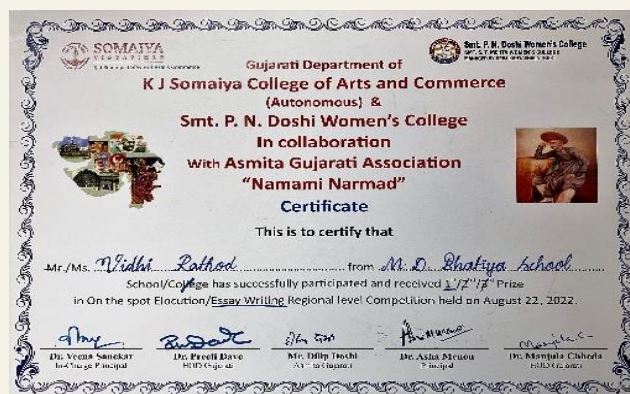 SOMAIYA
VIDYAVIHAR
Smt. P. N. Doshi Women's College
Gujarati Department of
K J Somaiya College of Arts and Commerce
(Autonomous) &
Smt. P. N. Doshi Women's College
In collaboration
With Asmita Gujarati Association
"Namami Narmad"
Certificate
This is to certify that
Mr./Ms. Vidhi Rathod from M.D. Bhatiya School
School/College has successfully participated and received 1"/2"/3" Prize
in On the spot Elocution/Essay Writing Regional level Competition held on August 22, 2022.
Dr. Veena Sanekar
Dr. Preeti Dave
Mr. Dilip Doshi
Dr. Asha Menon
Dr. Manjula Chheda
In-Charge Principal
HOD Gujarati
Asmita Gujarati
Principal
HOD Gujarati